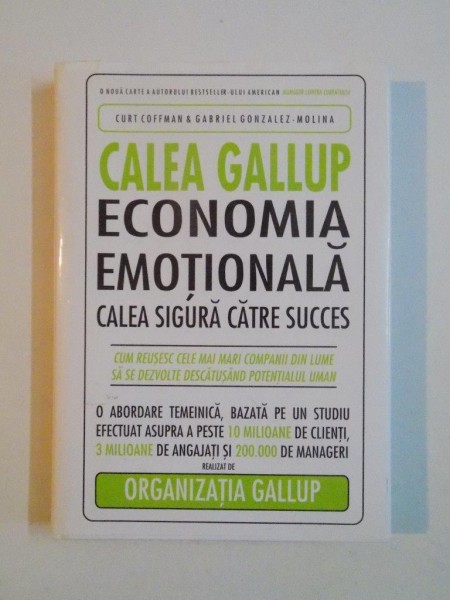 O NOUĂ CARTE A AUTORULUI BESTSELLER-ULUI AMERICAN
CURT COFFMAN & GABRIEL GONZALEZ-MOLINA
CALEA GALLUP
ECONOMIA
EMOȚIONALĂ
CALEA SIGURĂ CĂTRE SUCCES
CUM REUȘESC CELE MAI MARI COMPANII DIN LUME
SĂ SE DEZVOLTE DESCĂTUȘÂND POTENȚIALUL UMAN
O ABORDARE TEMEINICĂ, BAZATĂ PE UN STUDIU
EFECTUAT ASUPRA A PESTE 10 MILIOANE DE CLIENȚI,
3 MILIOANE DE ANGAJAȚI ȘI 200.000 DE MANAGERI
REALIZAT DE
ORGANIZAȚIA GALLUP